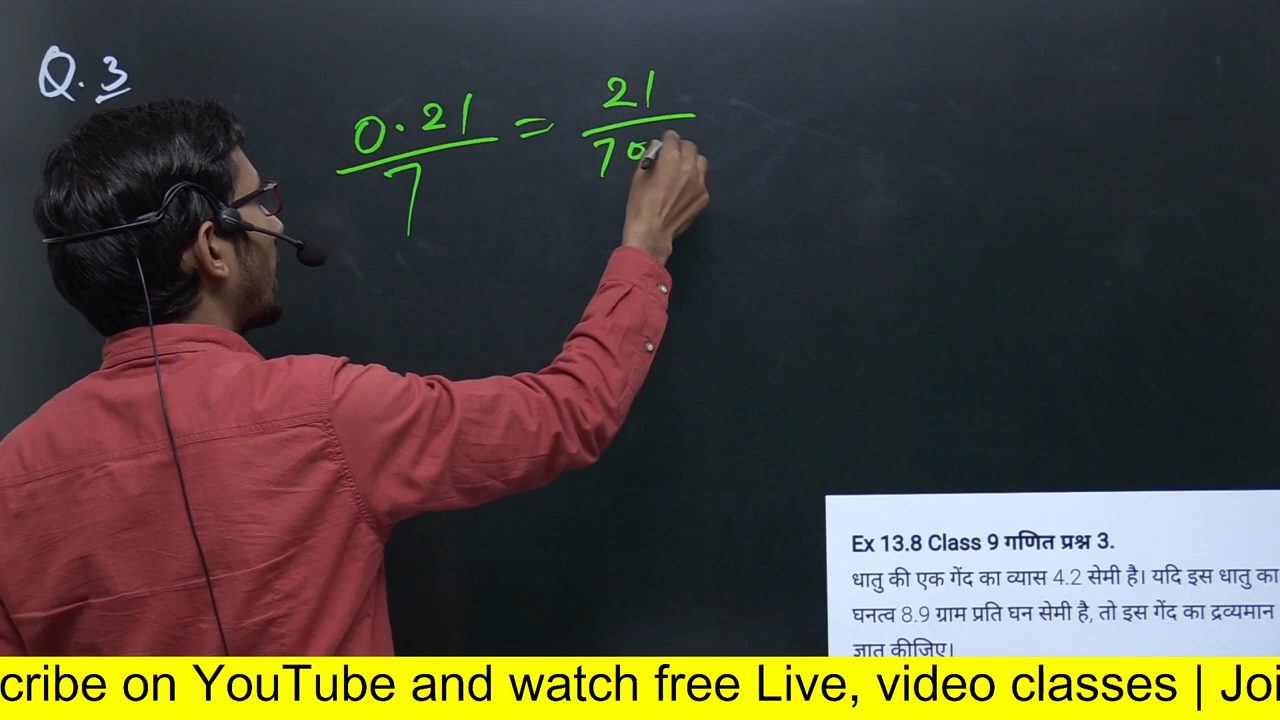 Q. 3
0.21 / 7 = 21 / 70
Ex 13.8 Class 9 गणित प्रश्न 3.
धातु की एक गेंद का व्यास 4.2 सेमी है। यदि इस धातु का
घनत्व 8.9 ग्राम प्रति घन सेमी है, तो इस गेंद का द्रव्यमान
ज्ञात कीजिए।
cribe on YouTube and watch free Live, video classes | Joi